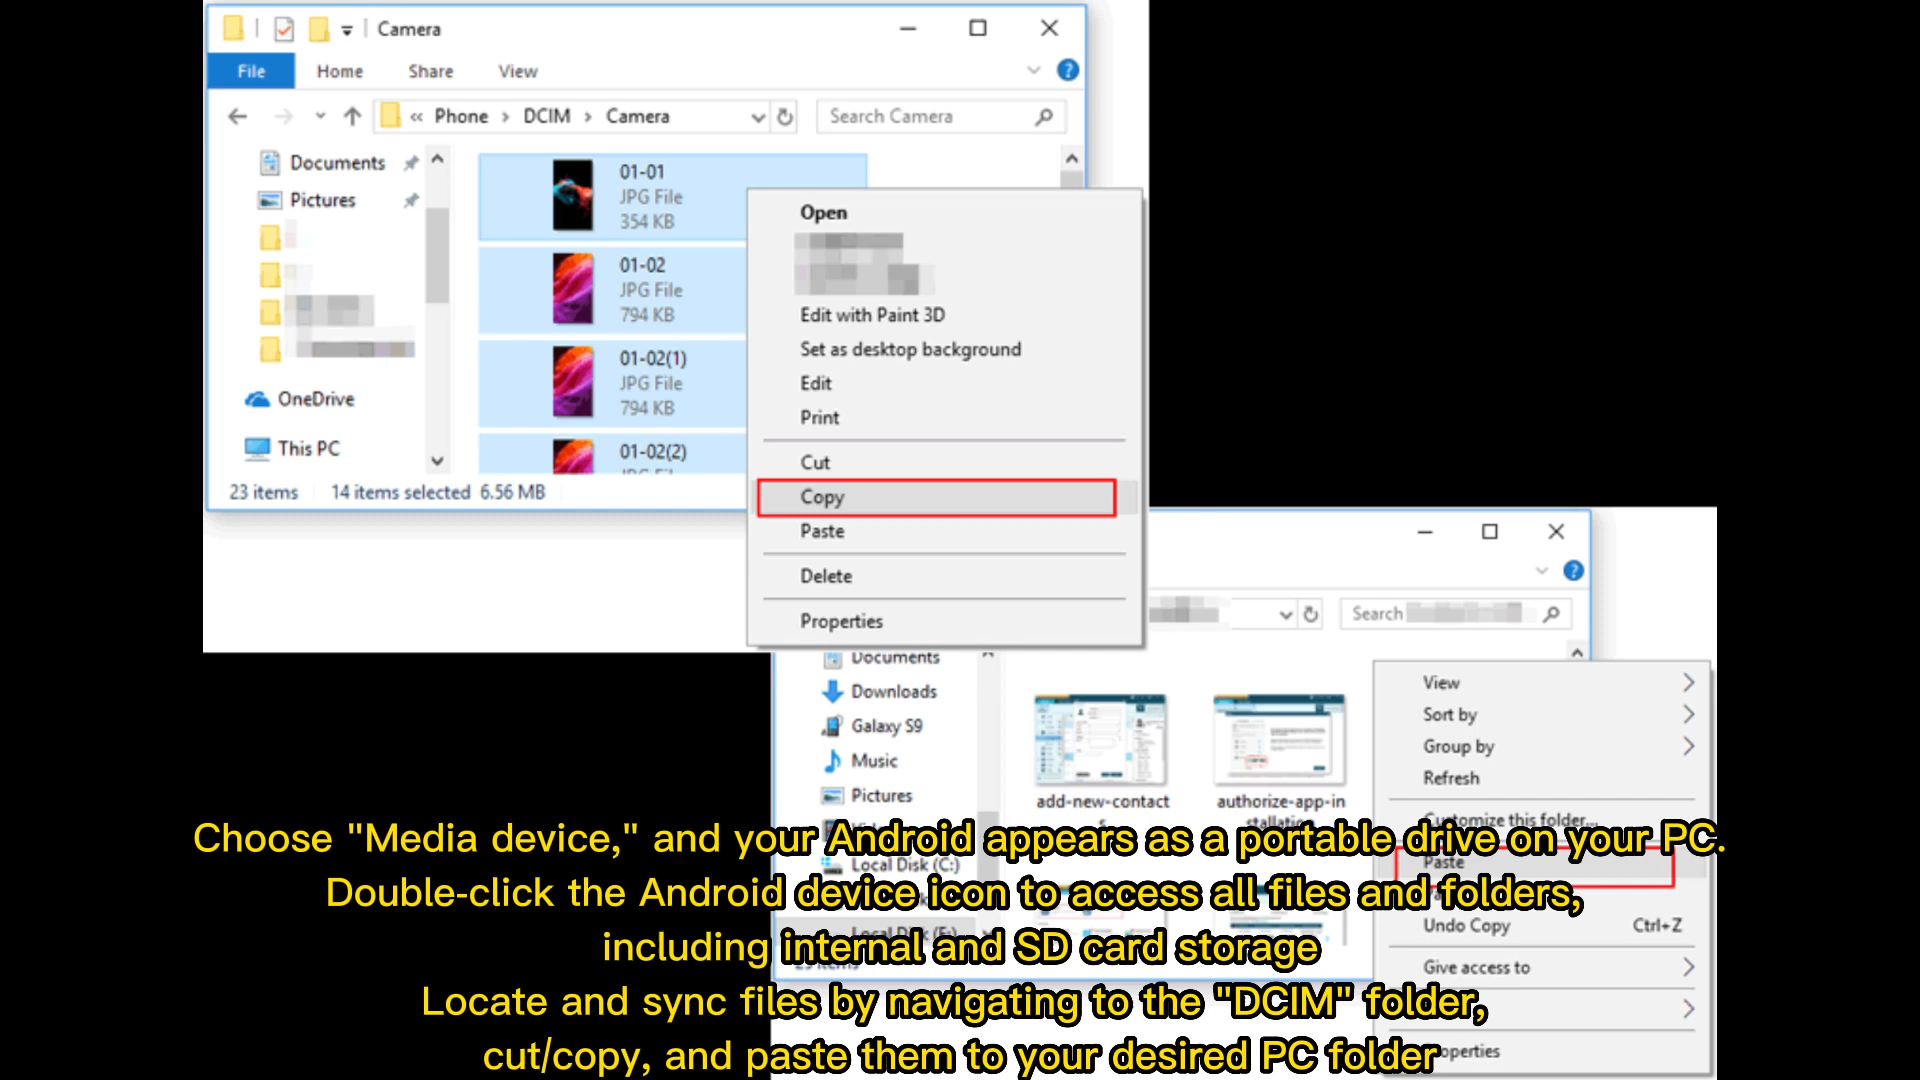 Camera
File Home Share View
« Phone > DCIM > Camera Search Camera
Documents
Pictures
OneDrive
This PC
01-01
JPG File
354 KB
01-02
JPG File
794 KB
01-02(1)
JPG File
794 KB
01-02(2)
23 items 14 items selected 6.56 MB
Open
Edit with Paint 3D
Set as desktop background
Edit
Print
Cut
Copy
Paste
Delete
Properties
Search
Documents
Downloads
Galaxy S9
Music
Pictures
Local Disk (C:)
add-new-contact
authorize-app-in
View
Sort by
Group by
Refresh
Customize this folder...
Paste
Undo Copy Ctrl+Z
Give access to
Choose "Media device," and your Android appears as a portable drive on your PC.
Double-click the Android device icon to access all files and folders,
including internal and SD card storage
Locate and sync files by navigating to the "DCIM" folder,
cut/copy, and paste them to your desired PC folder